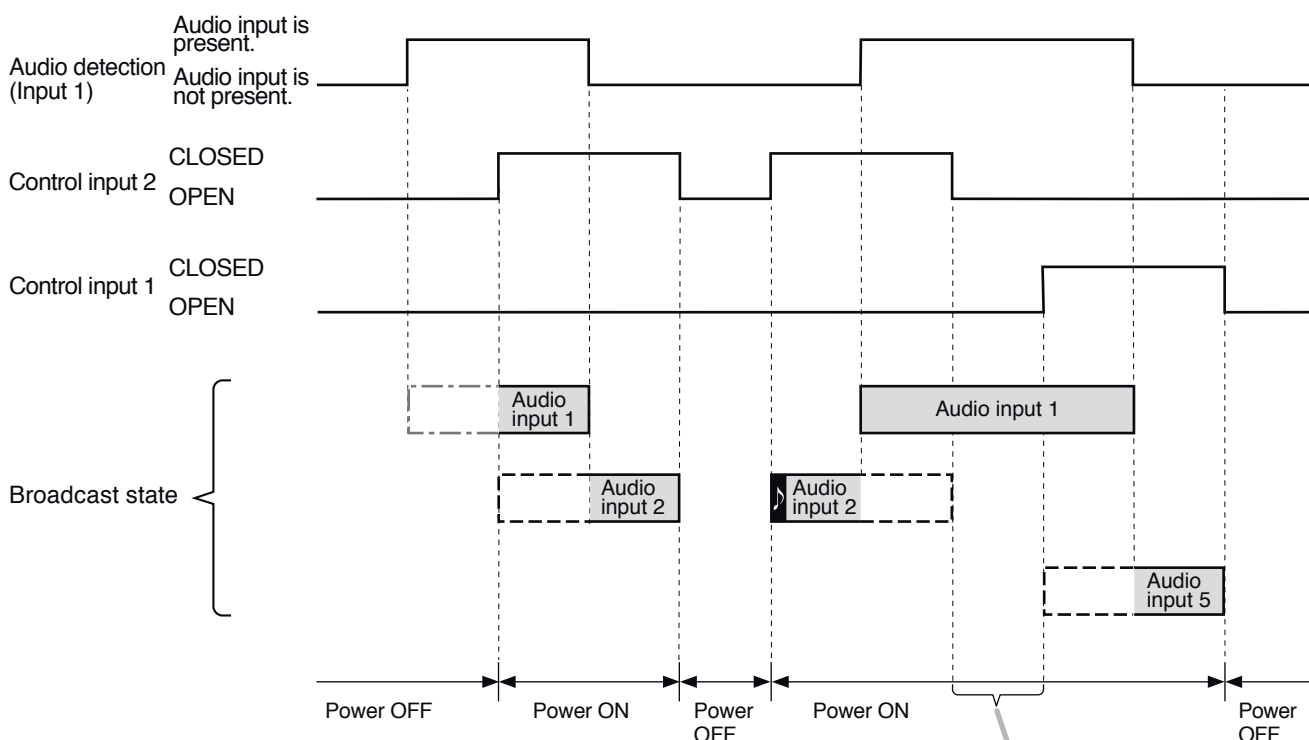 Audio input is
present.
Audio detection
(Input 1)
Audio input is
not present.
CLOSED
Control input 2
OPEN
CLOSED
Control input 1
OPEN
Audio
input 1
Audio input 1
Broadcast state
Audio
input 2
Audio
input 2
Audio
input 5
Power OFF
Power ON
Power
OFF
Power ON
Power
OFF